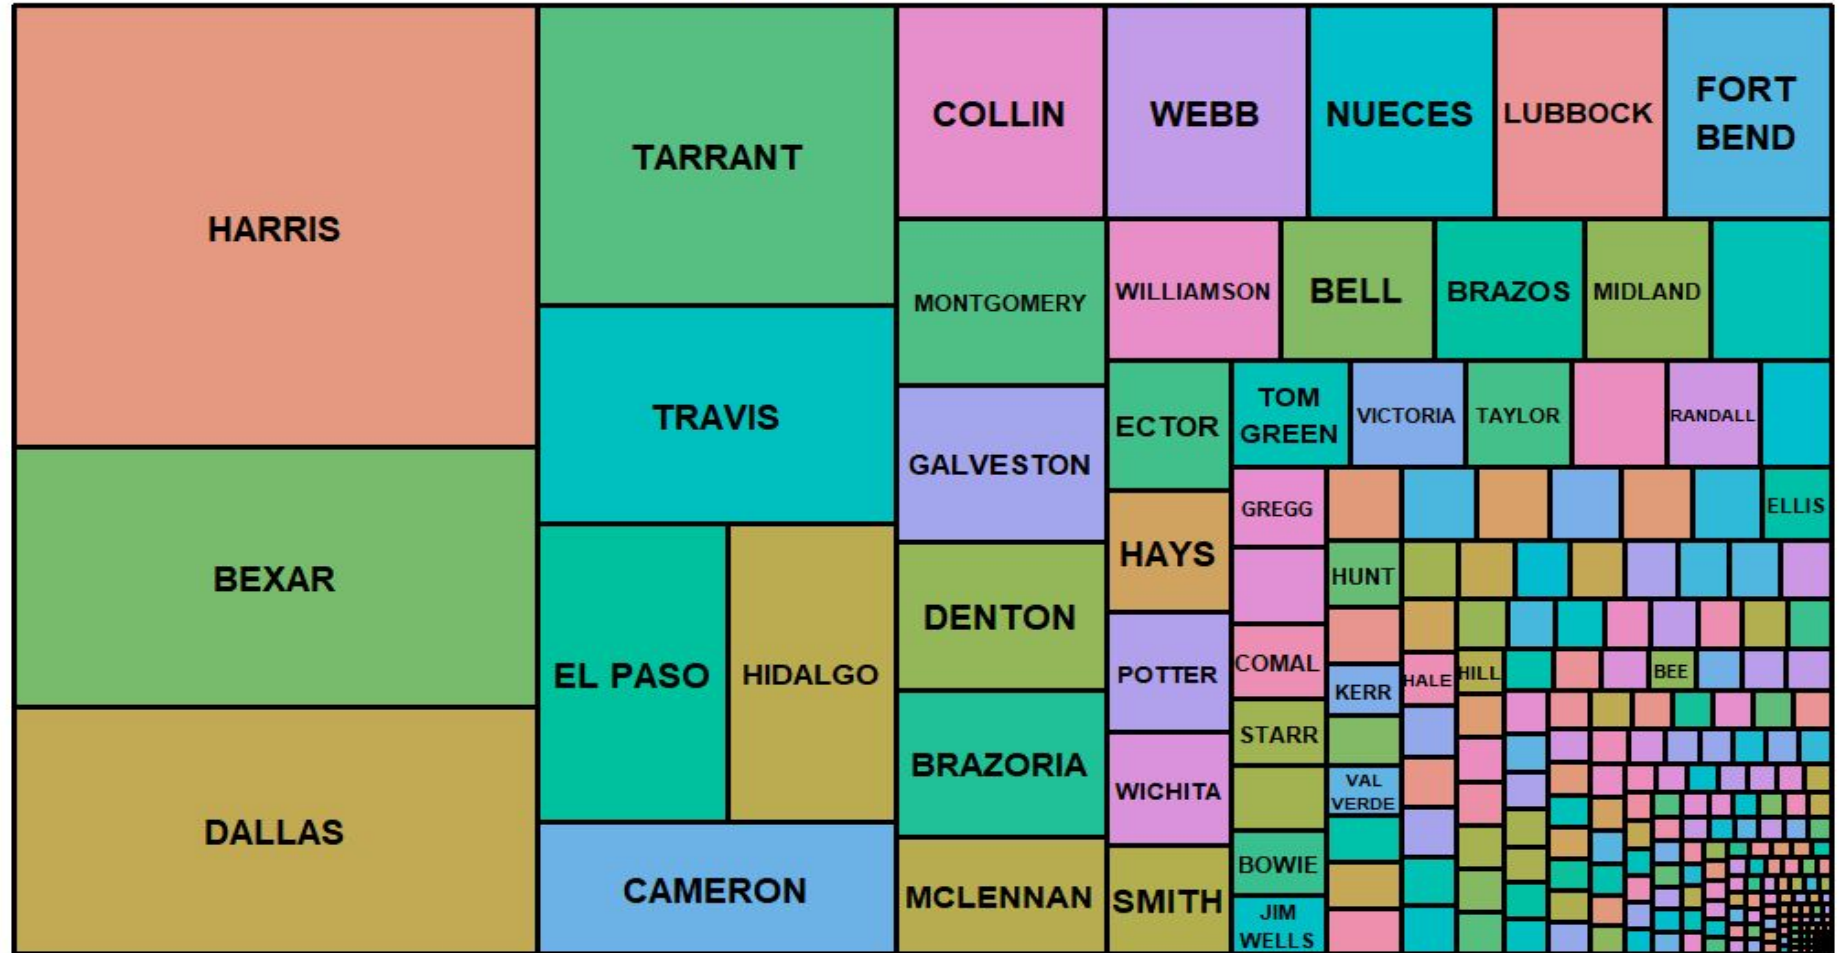 HARRIS
BEXAR
DALLAS
TARRANT
TRAVIS
EL PASO
HIDALGO
CAMERON
COLLIN
MONTGOMERY
GALVESTON
DENTON
BRAZORIA
MCLENNAN
WEBB
NUECES
LUBBOCK
FORT
BEND
WILLIAMSON
BELL
BRAZOS
MIDLAND
ECTOR
HAYS
POTTER
WICHITA
SMITH
TOM
GREEN
VICTORIA
TAYLOR
RANDALL
GREGG
COMAL
STARR
BOWIE
JIM
WELLS
HUNT
KERR
VAL
VERDE
ELLIS
HALE
HILL
BEE